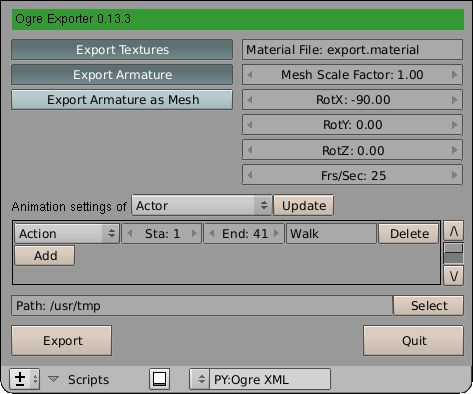 Ogre Exporter 0.13.3
Export Textures
Material File: export.material
Export Armature
Mesh Scale Factor: 1.00
Export Armature as Mesh
RotX: -90.00
RotY: 0.00
RotZ: 0.00
Frs/Sec: 25
Animation settings of Actor Update
Action Sta: 1 End: 41 Walk Delete /\
Add
\/
Path: /usr/tmp Select
Export Quit
Scripts PY:Ogre XML